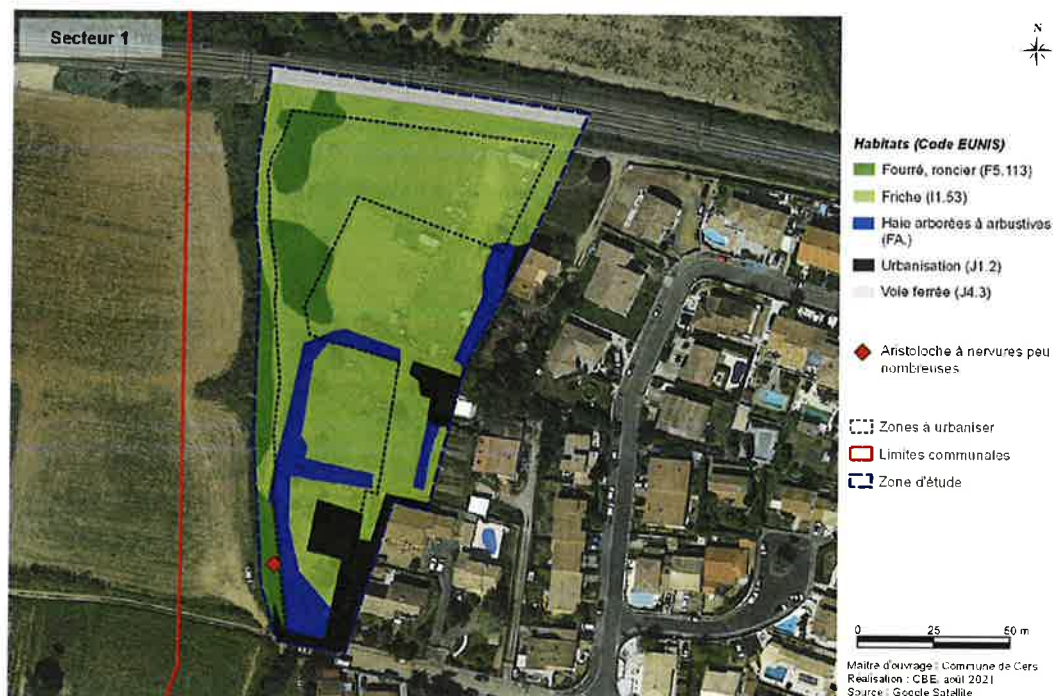 Secteur 1
N
Habitats (Code EUNIS)
Fourré, roncier (F5.113)
Friche (I1.53)
Haie arborées à arbustives
(FA.)
Urbanisation (J1.2)
Voie ferrée (J4.3)
Aristoloche à nervures peu
nombreuses
Zones à urbaniser
Limites communales
Zone d'étude
0 25 50 m
Maitre d'ouvrage : Commune de Cers
Réalisation : CBE, août 2021
Source : Google Satellite